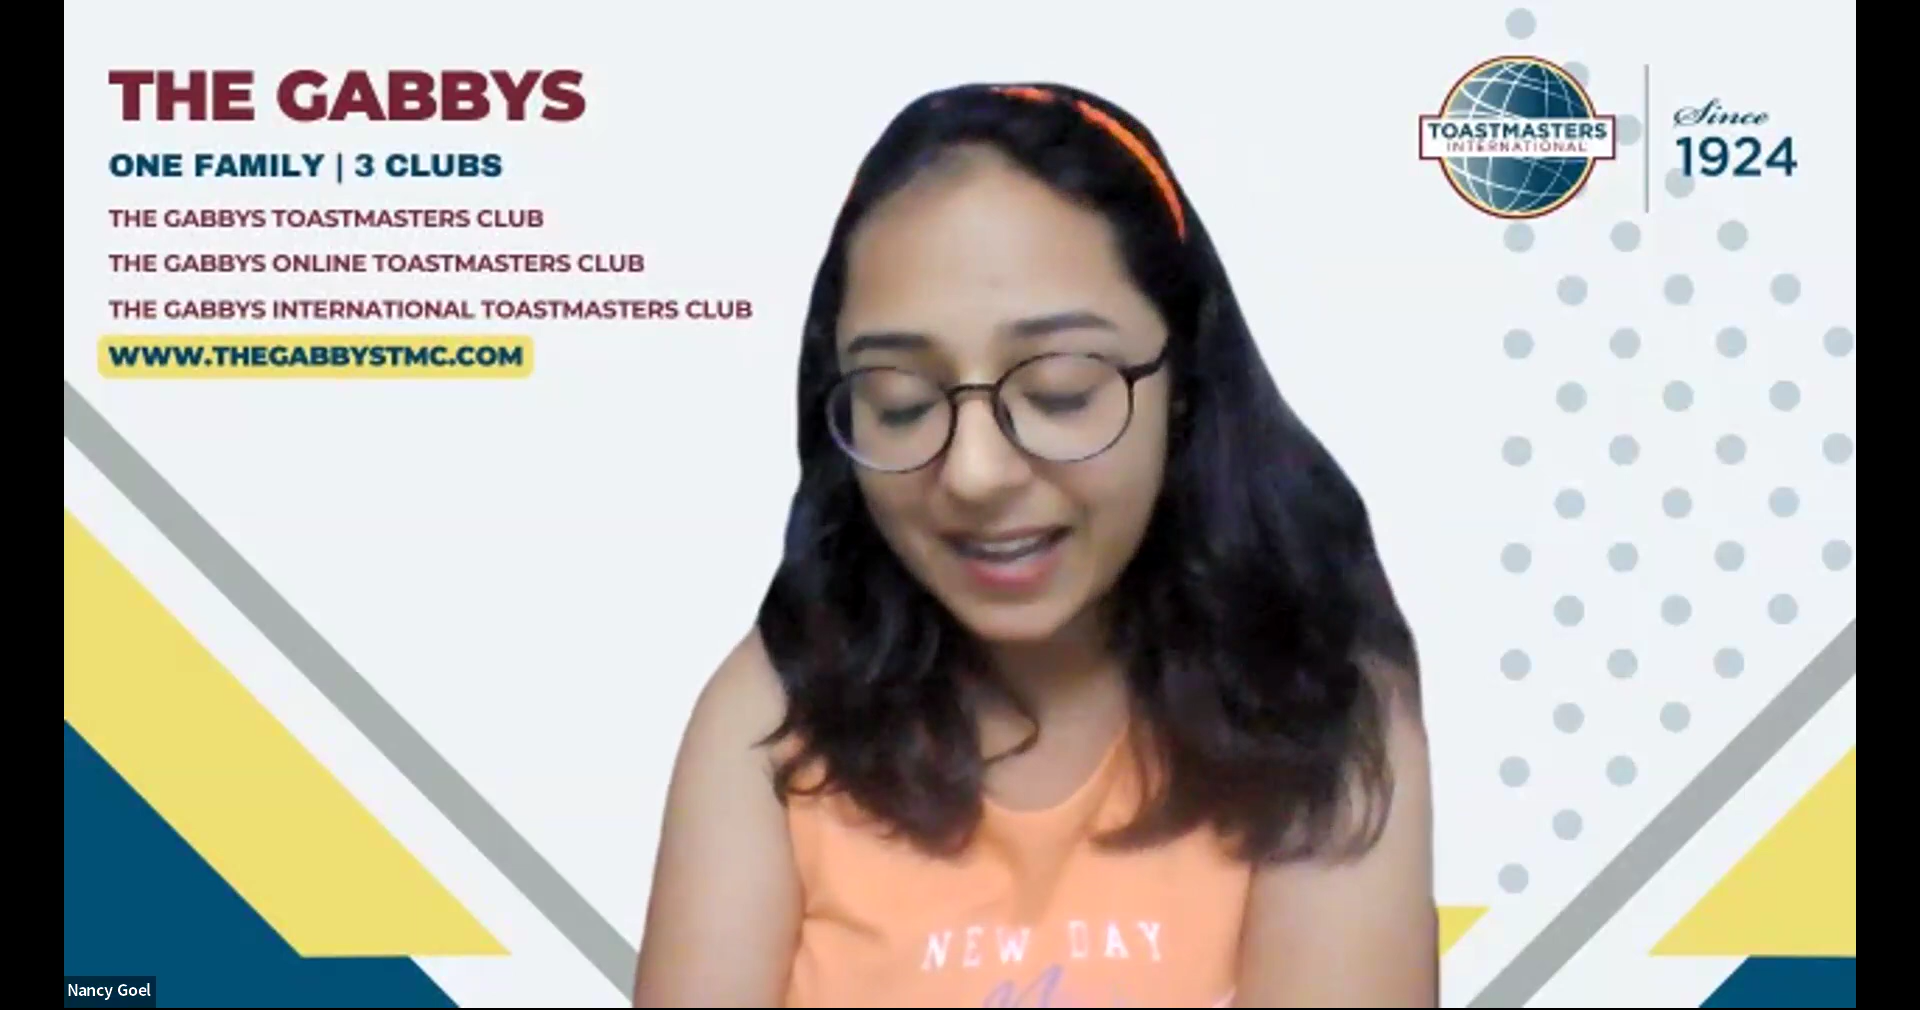 THE GABBYS
ONE FAMILY | 3 CLUBS
THE GABBYS TOASTMASTERS CLUB
THE GABBYS ONLINE TOASTMASTERS CLUB
THE GABBYS INTERNATIONAL TOASTMASTERS CLUB
WWW.THEGABBYSTMC.COM
TOASTMASTERS
INTERNATIONAL
Since
1924
NEW DAY
Nancy Goel